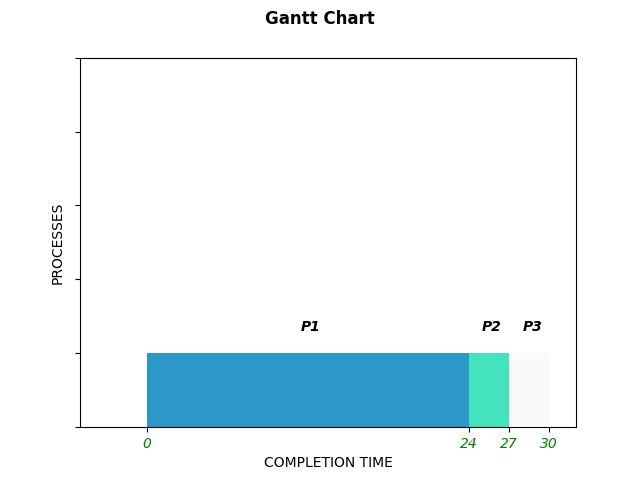 Gantt Chart
PROCESSES
P1 P2 P3
0 24 27 30
COMPLETION TIME